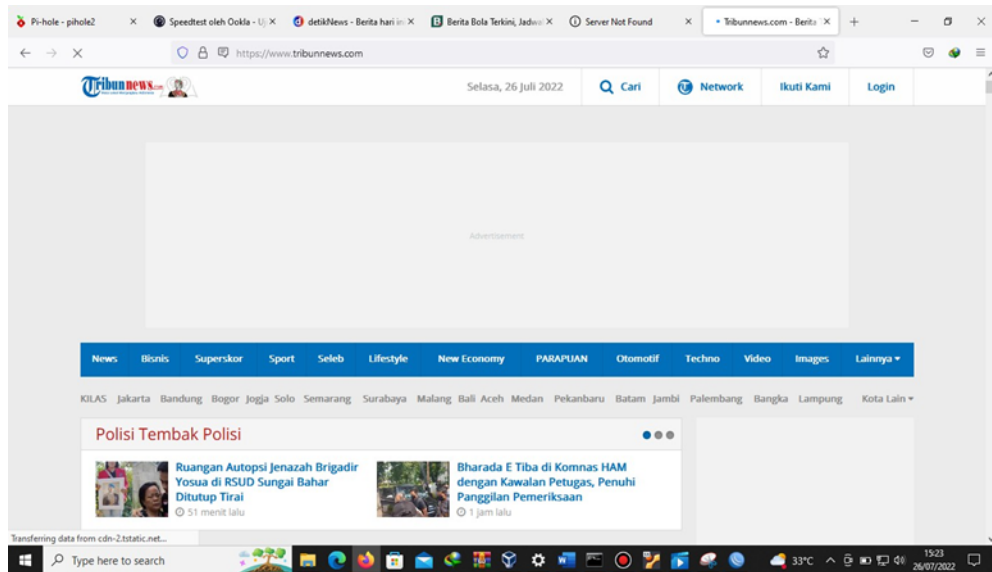 Pi-hole - pihole2
Speedtest oleh Ookla - Uj
detikNews - Berita hari in
Berita Bola Terkini, Jadwal
Server Not Found
Tribunnews.com - Berita T
https://www.tribunnews.com
Tribunnews.com
Selasa, 26 Juli 2022
Cari
Network
Ikuti Kami
Login
Advertisement
News Bisnis Superskor Sport Seleb Lifestyle New Economy PARAPUAN Otomotif Techno Video Images Lainnya
KILAS Jakarta Bandung Bogor Jogja Solo Semarang Surabaya Malang Bali Aceh Medan Pekanbaru Batam Jambi Palembang Bangka Lampung Kota Lain
Polisi Tembak Polisi
Ruangan Autopsi Jenazah Brigadir
Yosua di RSUD Sungai Bahar
Ditutup Tirai
51 menit lalu
Bharada E Tiba di Komnas HAM
dengan Kawalan Petugas, Penuhi
Panggilan Pemeriksaan
1 jam lalu
Transferring data from cdn-2.tstatic.net...
Type here to search
33°C
15:23
26/07/2022